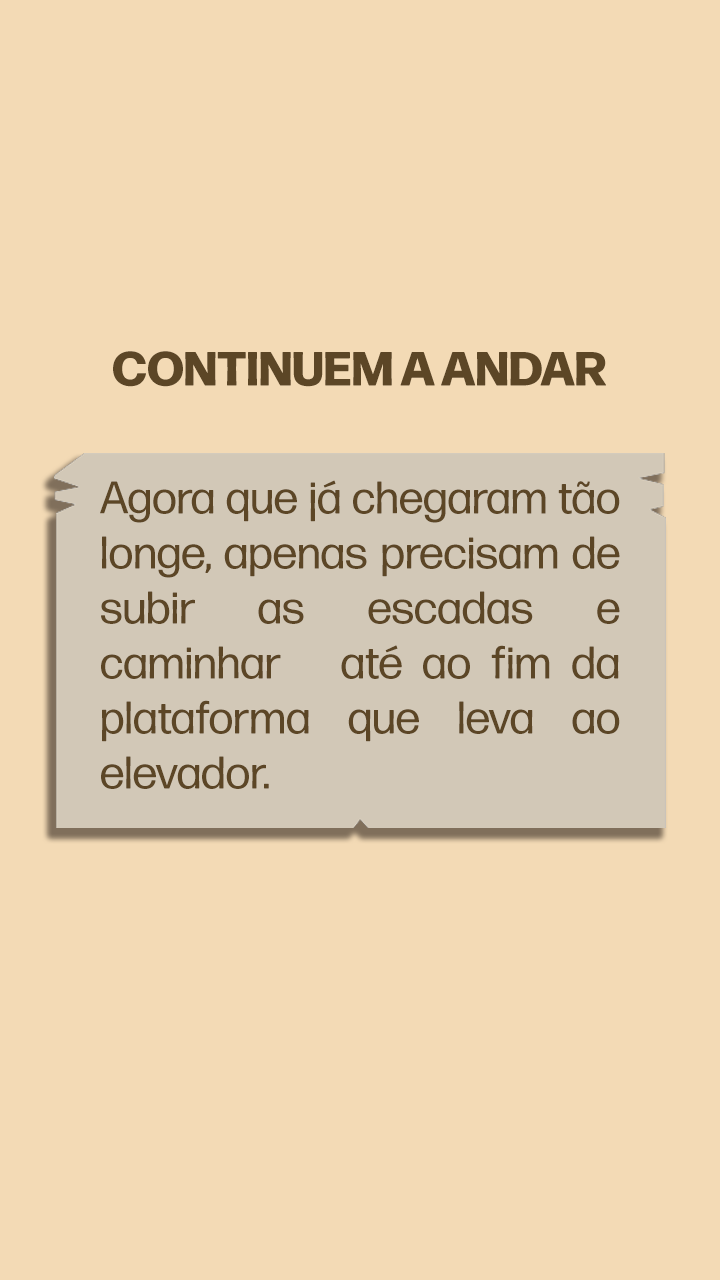 CONTINUEM A ANDAR
Agora que já chegaram tão
longe, apenas precisam de
subir as escadas e
caminhar até ao fim da
plataforma que leva ao
elevador.